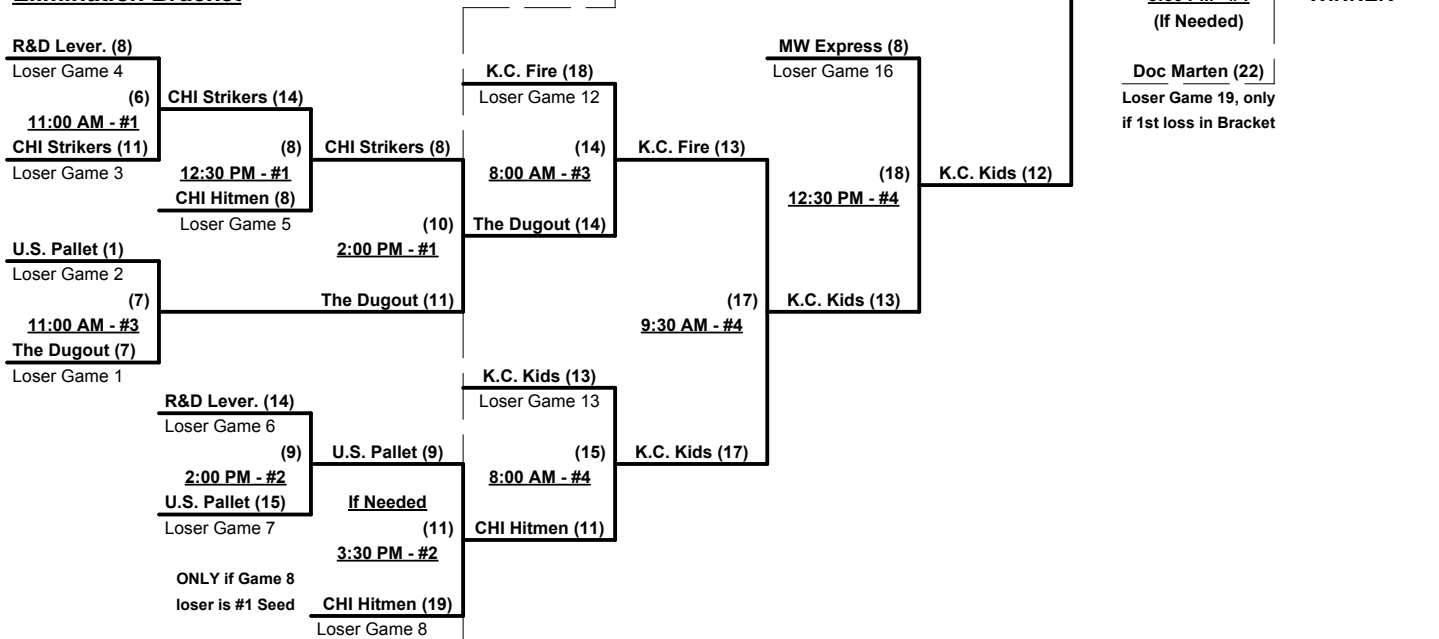 Elimination Bracket
WINNER
(If Needed)
R&D Lever. (8)
Loser Game 4
(6)
11:00 AM - #1
CHI Strikers (11)
Loser Game 3
U.S. Pallet (1)
Loser Game 2
(7)
11:00 AM - #3
The Dugout (7)
Loser Game 1
CHI Strikers (14)
(8)
12:30 PM - #1
CHI Hitmen (8)
Loser Game 5
R&D Lever. (14)
Loser Game 6
(9)
2:00 PM - #2
U.S. Pallet (15)
Loser Game 7
ONLY if Game 8
loser is #1 Seed
CHI Strikers (8)
(10)
2:00 PM - #1
The Dugout (11)
U.S. Pallet (9)
If Needed
(11)
3:30 PM - #2
CHI Hitmen (19)
Loser Game 8
K.C. Fire (18)
Loser Game 12
(14)
8:00 AM - #3
The Dugout (14)
K.C. Kids (13)
Loser Game 13
(15)
8:00 AM - #4
CHI Hitmen (11)
K.C. Fire (13)
(17)
9:30 AM - #4
K.C. Kids (17)
MW Express (8)
Loser Game 16
(18)
12:30 PM - #4
K.C. Kids (13)
K.C. Kids (12)
Doc Marten (22)
Loser Game 19, only
if 1st loss in Bracket